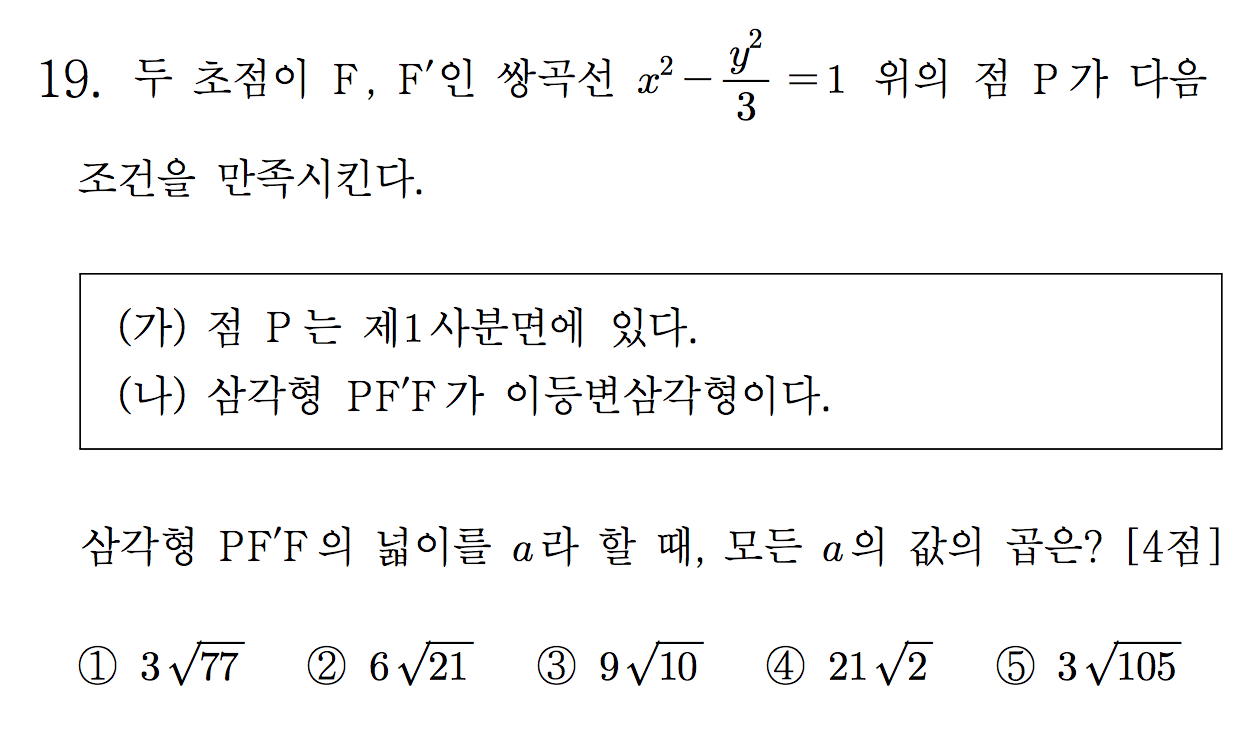 19. 두 초점이 F, F′인 쌍곡선 $x^2-\frac{y^2}{3}=1$ 위의 점 P가 다음
조건을 만족시킨다.
(가) 점 P는 제1사분면에 있다.
(나) 삼각형 PF′F가 이등변삼각형이다.
삼각형 PF′F의 넓이를 a라 할 때, 모든 a의 값의 곱은? [4점]
① $3\sqrt{77}$ ② $6\sqrt{21}$ ③ $9\sqrt{10}$ ④ $21\sqrt{2}$ ⑤ $3\sqrt{105}$